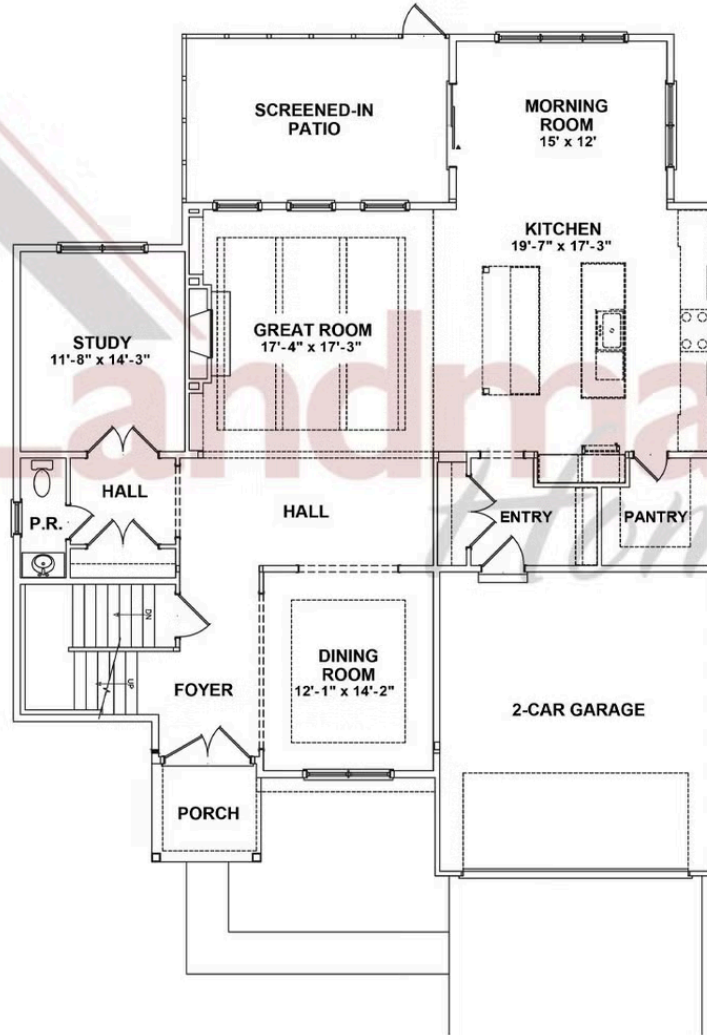 SCREENED-IN
PATIO
MORNING
ROOM
15' x 12'
KITCHEN
19'-7" x 17'-3"
GREAT ROOM
17'-4" x 17'-3"
STUDY
11'-8" x 14'-3"
HALL
HALL
P.R.
ENTRY
PANTRY
DN
UP
FOYER
DINING
ROOM
12'-1" x 14'-2"
2-CAR GARAGE
PORCH
Landma
Hom